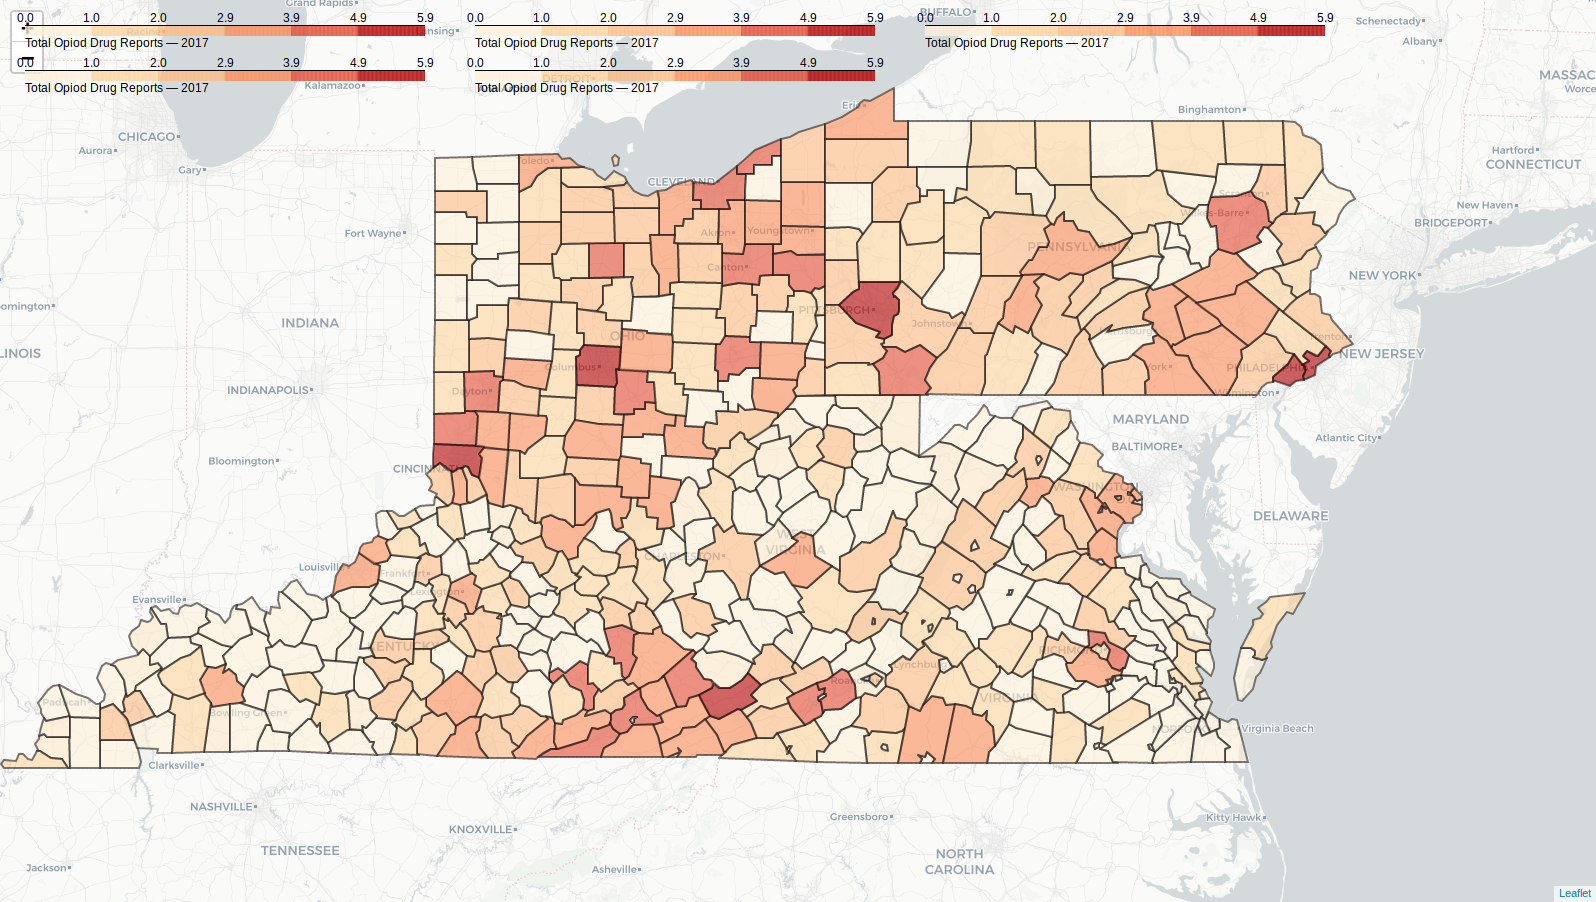 0.0 1.0 2.0 2.9 3.9 4.9 5.9
Total Opiod Drug Reports — 2017
0.0 1.0 2.0 2.9 3.9 4.9 5.9
Total Opiod Drug Reports — 2017
0.0 1.0 2.0 2.9 3.9 4.9 5.9
Total Opiod Drug Reports — 2017
0.0 1.0 2.0 2.9 3.9 4.9 5.9
Total Opiod Drug Reports — 2017
0.0 1.0 2.0 2.9 3.9 4.9 5.9
Total Opiod Drug Reports — 2017
Grand Rapids
BUFFALO
Schenectady
Albany
Racine
nsing
DETROIT
Kalamazoo
MASSAC
Worce
Erie
Binghamton
CHICAGO
Aurora
Gary
Toledo
CLEVELAND
Hartford
CONNECTICUT
Scranton
Wilkes-Barre
New Haven
BRIDGEPORT
Fort Wayne
Akron
Youngstown
PENNSYLVANIA
Canton
NEW YORK
omington
PITTSBURGH
INDIANA
Johnstown
Harrisburg
OHIO
Trenton
LINOIS
NEW JERSEY
Columbus
York
PHILADELPHIA
INDIANAPOLIS
Dayton
Wilmington
MARYLAND
Atlantic City
BALTIMORE
Bloomington
CINCINNATI
WASHINGTON
DELAWARE
WEST
VIRGINIA
CHARLESTON
Louisville
Frankfort
Lexington
Evansville
KENTUCKY
RICHMOND
Lynchburg
Roanoke
VIRGINIA
Paducah
Bowling Green
NORFOLK
Virginia Beach
Clarksville
NASHVILLE
KNOXVILLE
Greensboro
Kitty Hawk
TENNESSEE
NORTH
CAROLINA
Jackson
Asheville
Leaflet